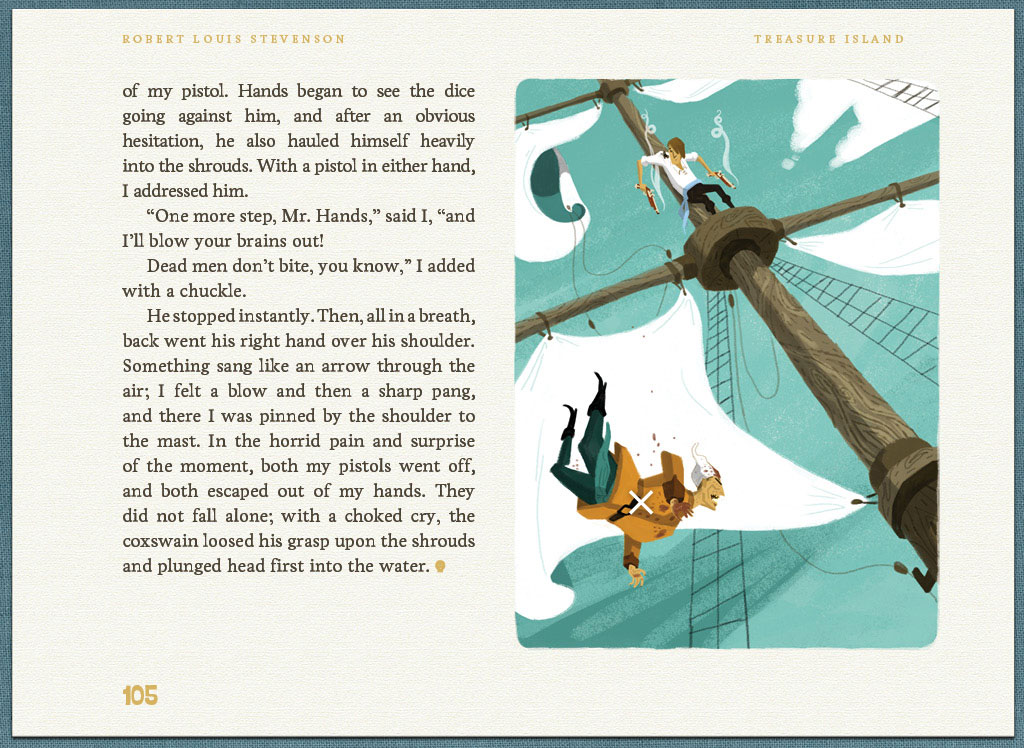 ROBERT LOUIS STEVENSON
TREASURE ISLAND
of my pistol. Hands began to see the dice
going against him, and after an obvious
hesitation, he also hauled himself heavily
into the shrouds. With a pistol in either hand,
I addressed him.
“One more step, Mr. Hands,” said I, “and
I’ll blow your brains out!
Dead men don’t bite, you know,” I added
with a chuckle.
He stopped instantly. Then, all in a breath,
back went his right hand over his shoulder.
Something sang like an arrow through the
air; I felt a blow and then a sharp pang,
and there I was pinned by the shoulder to
the mast. In the horrid pain and surprise
of the moment, both my pistols went off,
and both escaped out of my hands. They
did not fall alone; with a choked cry, the
coxswain loosed his grasp upon the shrouds
and plunged head first into the water.
105